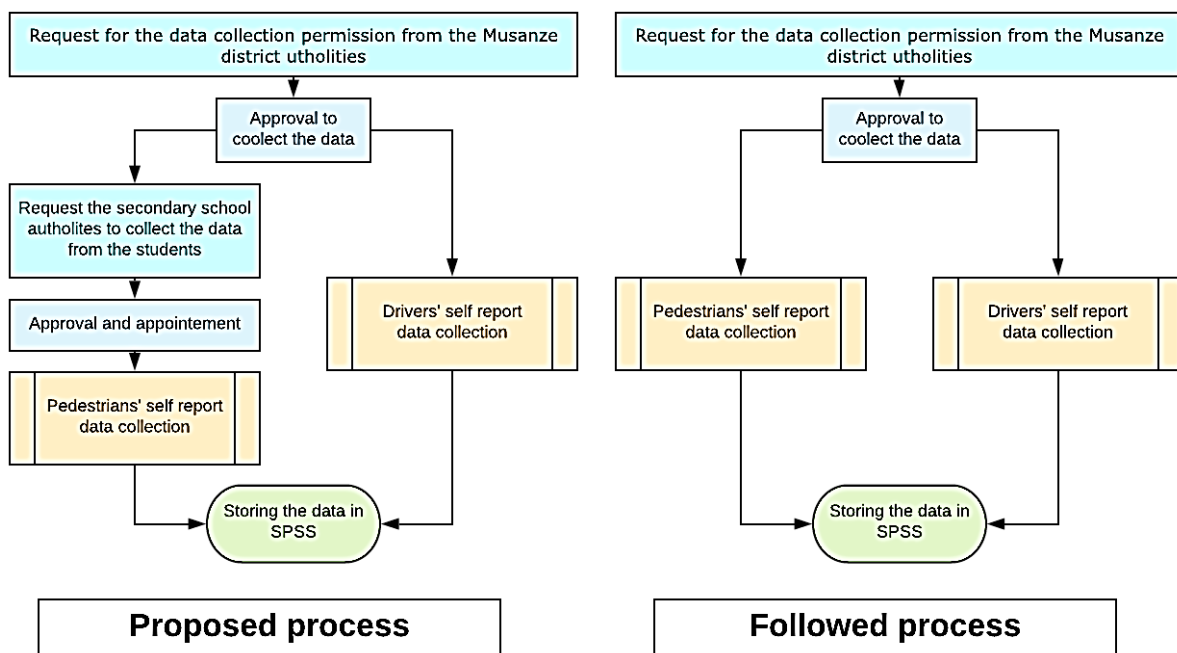 Request for the data collection permission from the Musanze
district utholities
Approval to
coolect the data
Request the secondary school
autholites to collect the data
from the students
Approval and appointement
Pedestrians' self report
data collection
Drivers' self report
data collection
Storing the data in
SPSS
Proposed process
Request for the data collection permission from the Musanze
district utholities
Approval to
coolect the data
Pedestrians' self report
data collection
Drivers' self report
data collection
Storing the data in
SPSS
Followed process